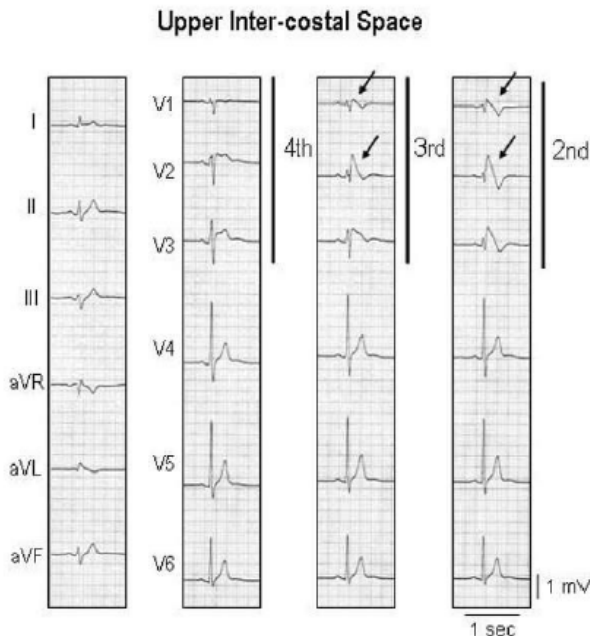 Upper Inter-costal Space
I
II
III
aVR
aVL
aVF
V1
V2
V3
V4
V5
V6
4th
3rd
2nd
1 mV
1 sec